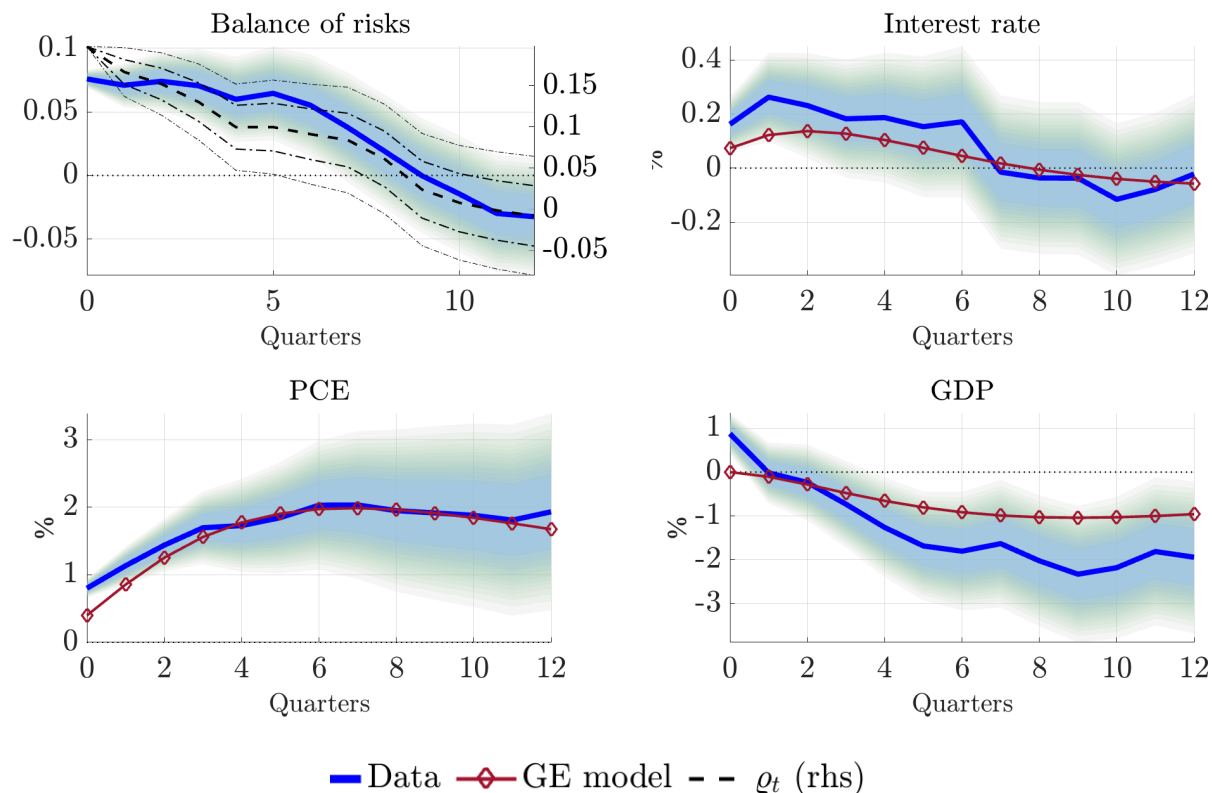 Balance of risks
0.1
0.05
0
-0.05
0.15
0.1
0.05
0
-0.05
0 5 10
Quarters
Interest rate
%
0.4
0.2
0
-0.2
0 2 4 6 8 10 12
Quarters
PCE
%
3
2
1
0
0 2 4 6 8 10 12
Quarters
GDP
%
1
0
-1
-2
-3
0 2 4 6 8 10 12
Quarters
Data GE model ϱt (rhs)